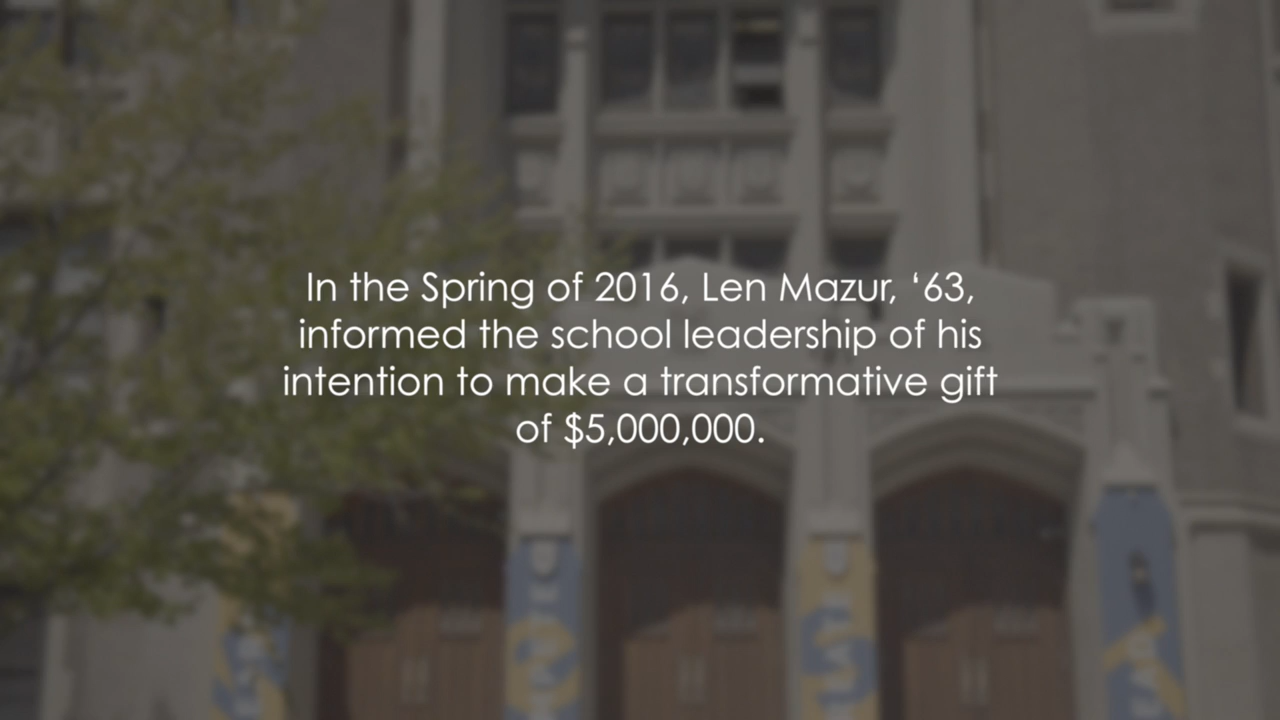 In the Spring of 2016, Len Mazur, ‘63,
informed the school leadership of his
intention to make a transformative gift
of $5,000,000.